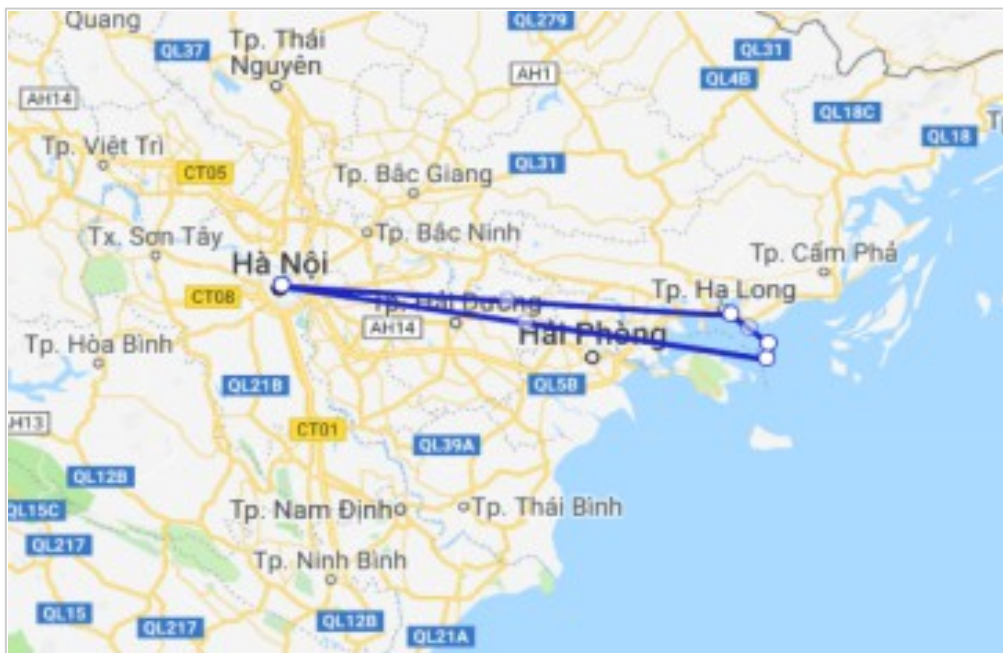 Quang
QL279
QL37
Tp. Thái
Nguyên
QL31
AH1
QL4B
AH14
QL18C
QL18
Tp. Việt Trì
CT05
QL31
Tp. Bắc Giang
Tx. Sơn Tây
Tp. Bắc Ninh
Hà Nội
Tp. Cẩm Phả
CT08
Tp. Hạ Long
Tp. Hải Dương
AH14
Hải Phòng
Tp. Hòa Bình
QL21B
QL5B
AH13
CT01
QL39A
QL12B
QL15C
Tp. Nam Định
Tp. Thái Bình
QL217
Tp. Ninh Bình
QL15
QL217
QL12B
QL21A